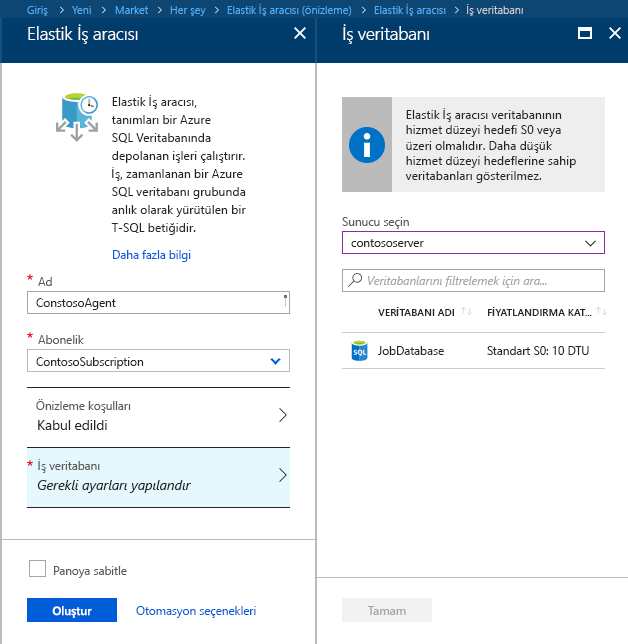 Giriş > Yeni > Market > Her şey > Elastik İş aracısı (önizleme) > Elastik İş aracısı > İş veritabanı
Elastik İş aracısı
Elastik İş aracısı,
tanımları bir Azure
SQL Veritabanında
depolanan işleri çalıştırır.
İş, zamanlanan bir Azure
SQL veritabanı grubunda
anlık olarak yürütülen bir
T-SQL betiğidir.
Daha fazla bilgi
* Ad
ConstosoAgent
* Abonelik
ContosoSubscription
Önizleme koşulları
Kabul edildi
* İş veritabanı
Gerekli ayarları yapılandır
Panoya sabitle
Oluştur
Otomasyon seçenekleri
İş veritabanı
Elastik İş aracısı veritabanının
hizmet düzeyi hedefi S0 veya
üzeri olmalıdır. Daha düşük
hizmet düzeyi hedeflerine sahip
veritabanları gösterilmez.
Sunucu seçin
contososerver
Veritabanlarını filtrelemek için ara...
VERİTABANI ADI FİYATLANDIRMA KAT...
SQL JobDatabase Standart S0: 10 DTU
Tamam